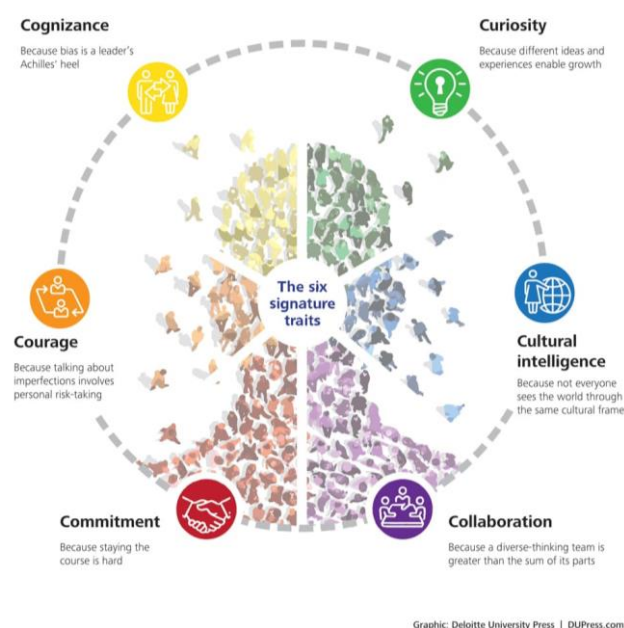 Cognizance
Because bias is a leader's
Achilles' heel
Curiosity
Because different ideas and
experiences enable growth
The six
signature
traits
Courage
Because talking about
imperfections involves
personal risk-taking
Cultural
intelligence
Because not everyone
sees the world through
the same cultural frame
Commitment
Because staying the
course is hard
Collaboration
Because a diverse-thinking team is
greater than the sum of its parts
Graphic: Deloitte University Press | DUPress.com